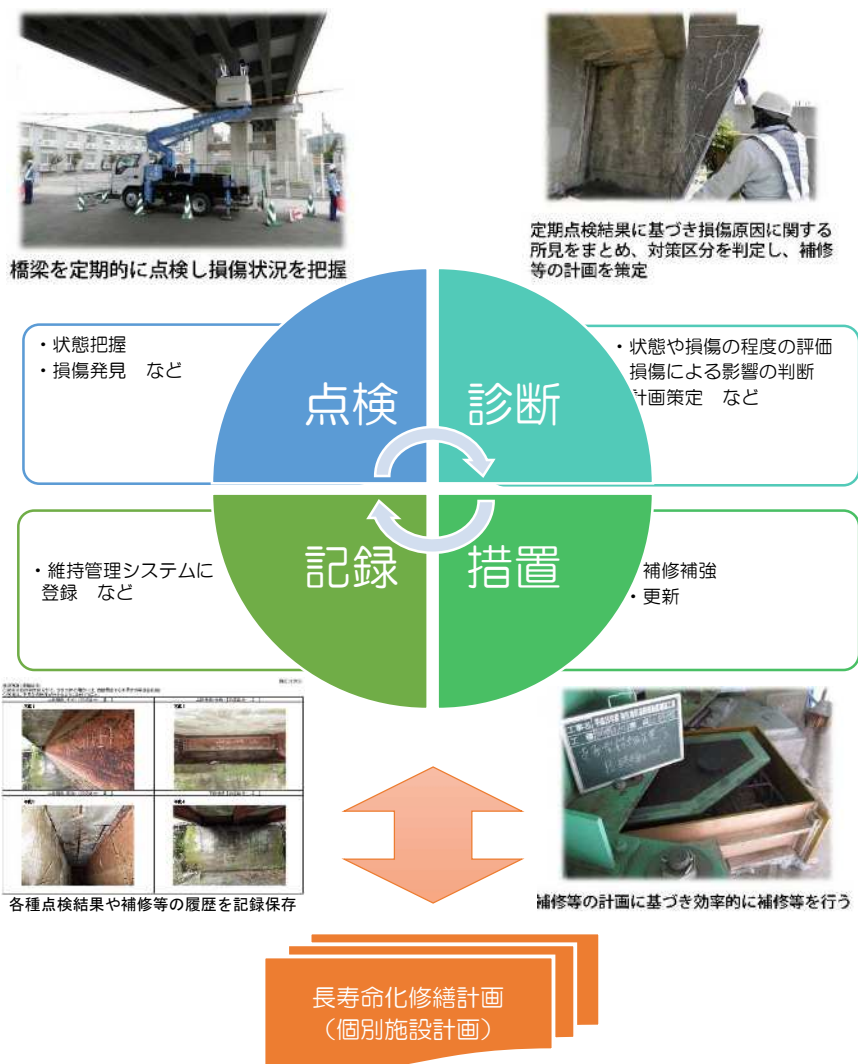 橋梁を定期的に点検し損傷状況を把握
定期点検結果に基づき損傷原因に関する
所見をまとめ、対策区分を判定し、補修
等の計画を策定
・状態把握
・損傷発見　など
点検
診断
・状態や損傷の程度の評価
損傷による影響の判断
計画策定　など
・維持管理システムに
登録　など
記録
措置
補修補強
・更新
各種点検結果や補修等の履歴を記録保存
補修等の計画に基づき効率的に補修等を行う
長寿命化修繕計画
（個別施設計画）